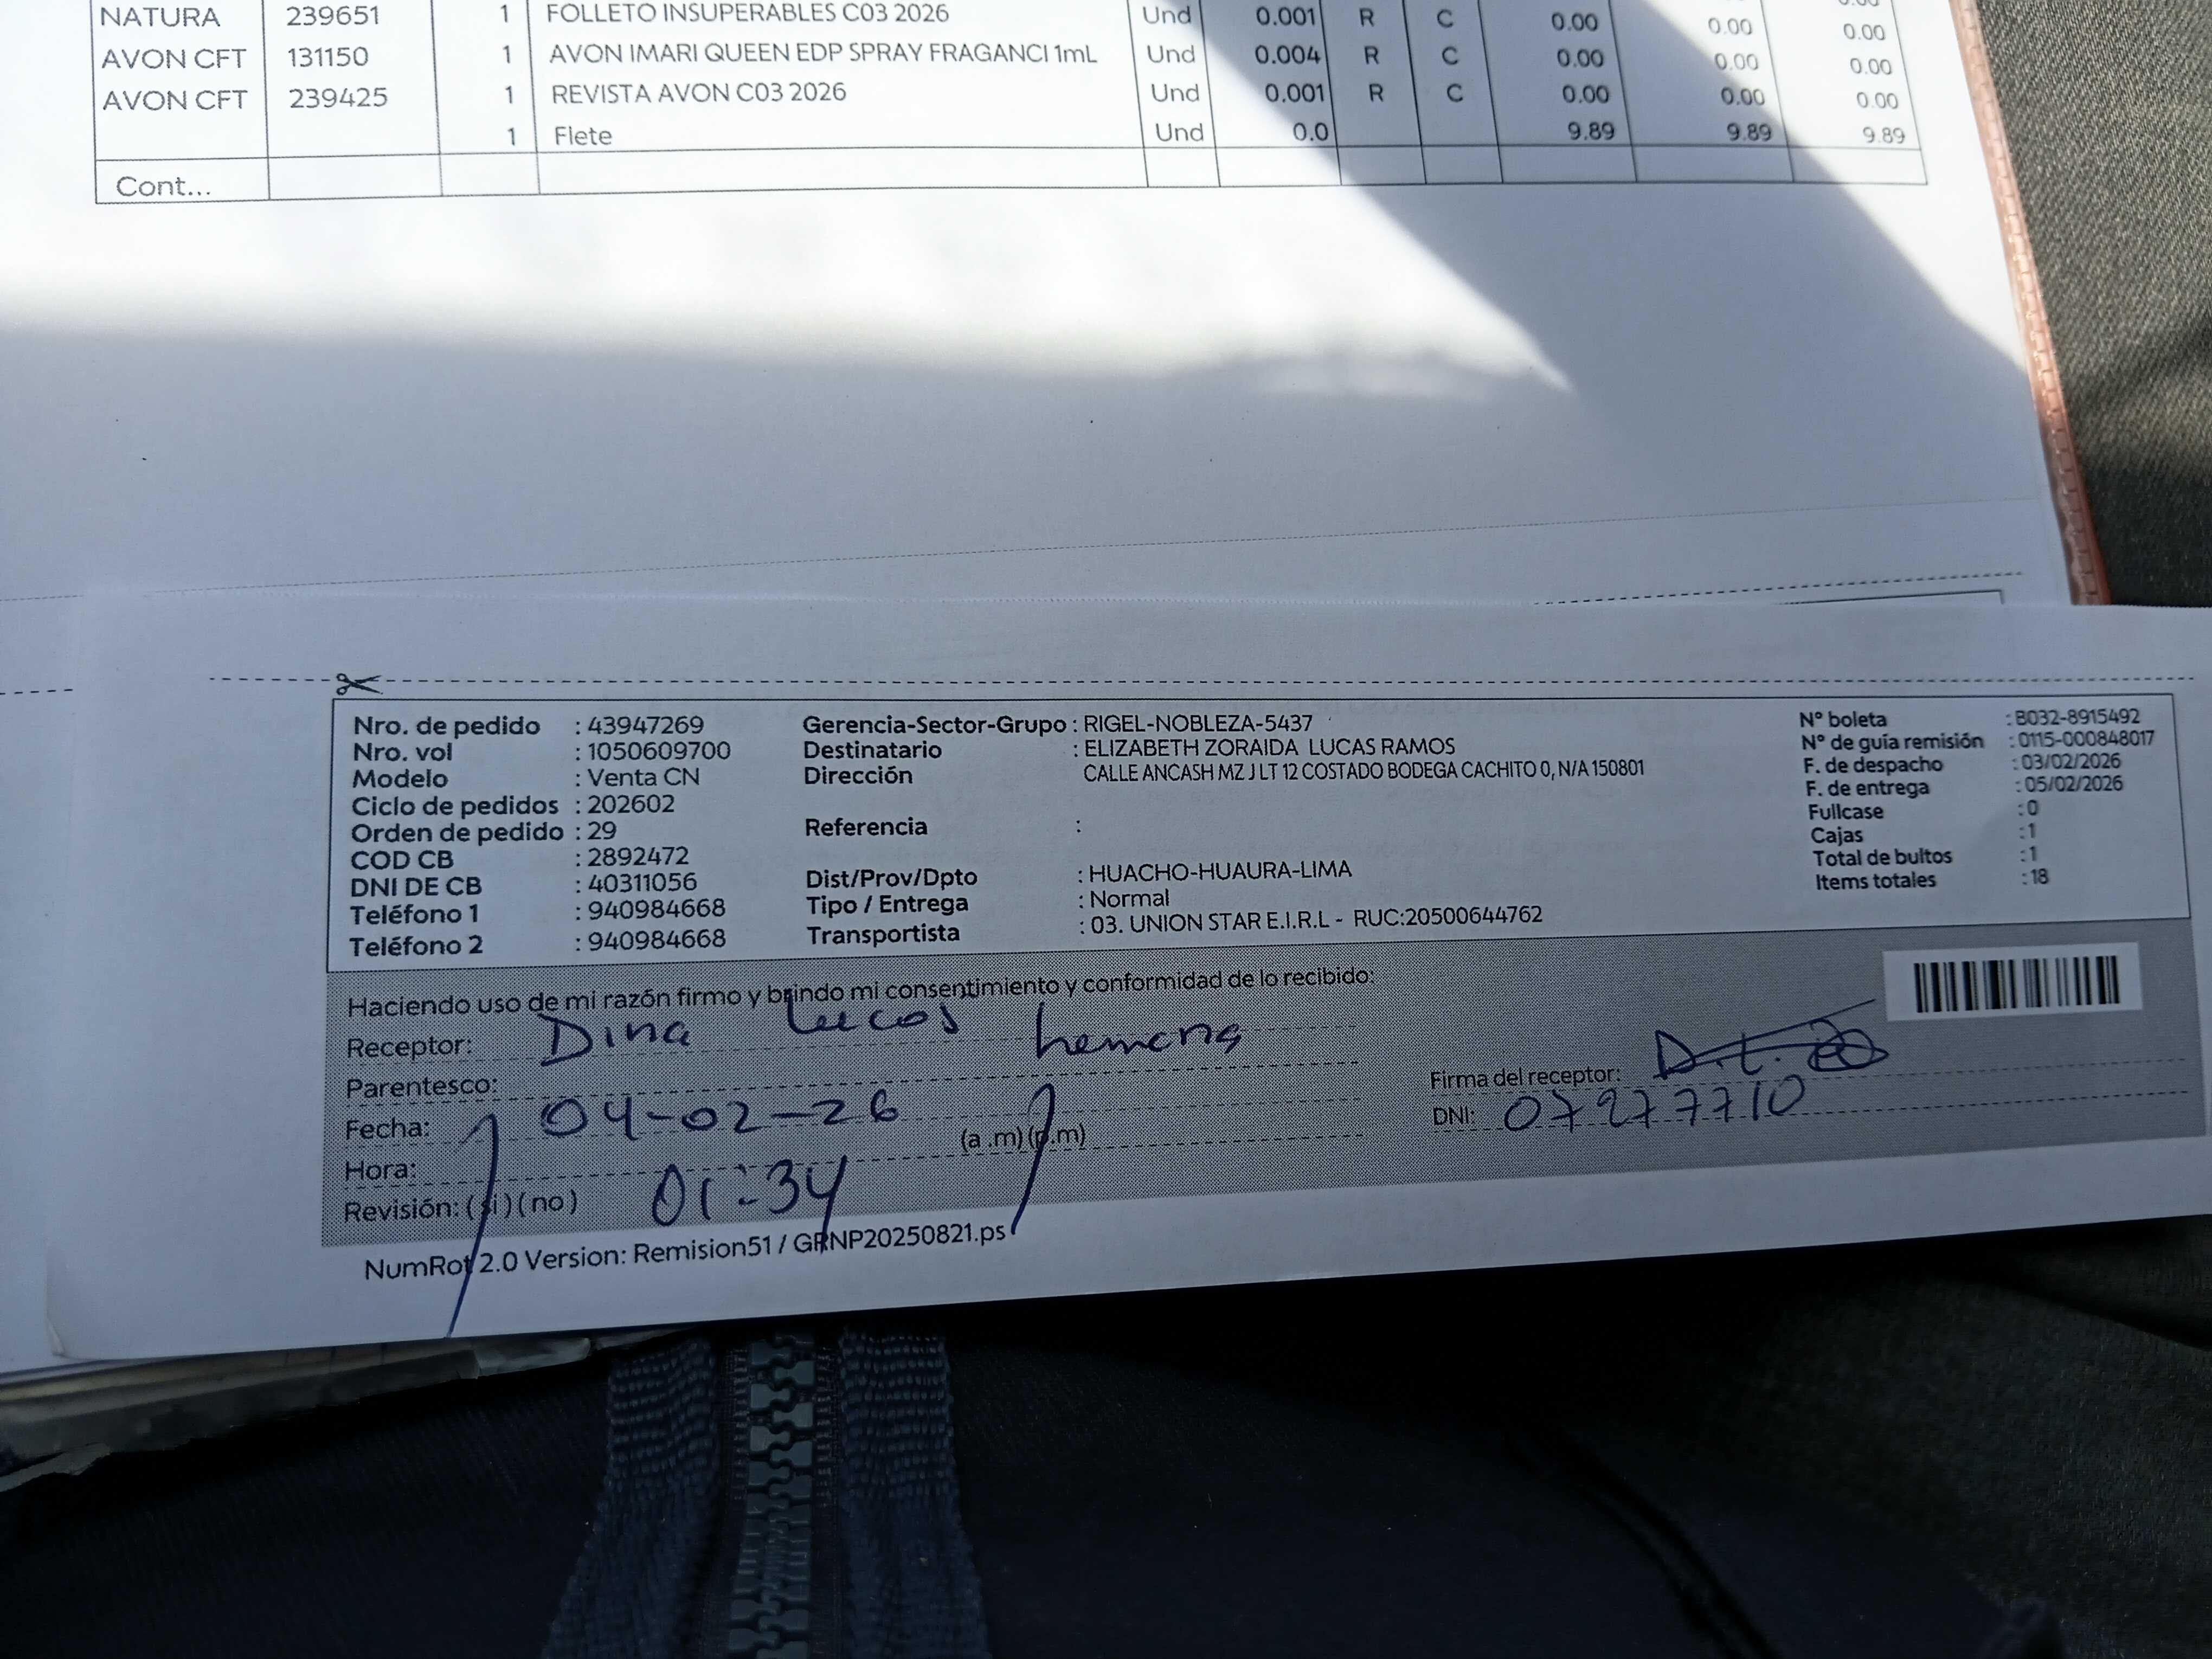 NATURA 239651 1 FOLLETO INSUPERABLES C03 2026 Und 0.001 R C 0.00 0.00 0.00
AVON CFT 131150 1 AVON IMARI QUEEN EDP SPRAY FRAGANCI 1mL Und 0.004 R C 0.00 0.00 0.00
AVON CFT 239425 1 REVISTA AVON C03 2026 Und 0.001 R C 0.00 0.00 0.00
1 Flete Und 0.0 9.89 9.89 9.89
Cont...
Nro. de pedido : 43947269
Nro. vol : 1050609700
Modelo : Venta CN
Ciclo de pedidos : 202602
Orden de pedido : 29
COD CB : 2892472
DNI DE CB : 40311056
Teléfono 1 : 940984668
Teléfono 2 : 940984668
Gerencia-Sector-Grupo : RIGEL-NOBLEZA-5437
Destinatario : ELIZABETH ZORAIDA LUCAS RAMOS
Dirección CALLE ANCASH MZ J LT 12 COSTADO BODEGA CACHITO 0, N/A 150801
Referencia :
Dist/Prov/Dpto : HUACHO-HUAURA-LIMA
Tipo / Entrega : Normal
Transportista : 03. UNION STAR E.I.R.L - RUC:20500644762
N° boleta : B032-8915492
N° de guía remisión : 0115-000848017
F. de despacho : 03/02/2026
F. de entrega : 05/02/2026
Fullcase : 0
Cajas : 1
Total de bultos : 1
Items totales : 18
Haciendo uso de mi razón firmo y brindo mi consentimiento y conformidad de lo recibido:
Receptor: Dina Lucas
Parentesco:
Fecha: 04-02-26
Hora: 01:34 (a .m) (p.m)
Revisión: (si) (no)
Firma del receptor:
DNI: 07277710
NumRot 2.0 Version: Remision51 / GRNP20250821.ps